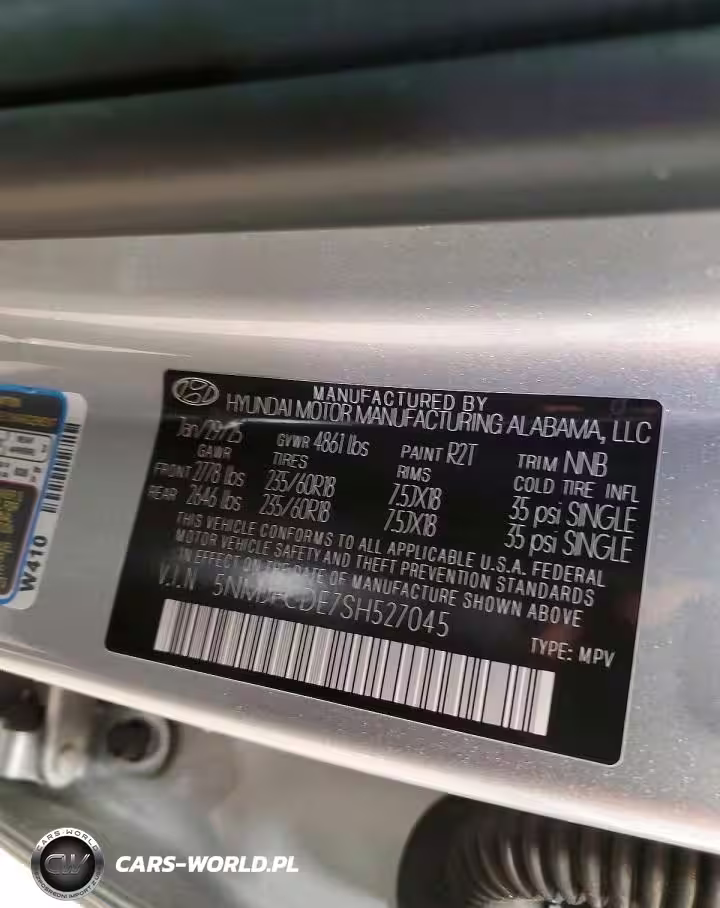 MANUFACTURED BY
HYUNDAI MOTOR MANUFACTURING ALABAMA, LLC
Jan/29/25 GVWR 4861 lbs PAINT R2T TRIM NNB
GAWR TIRES RIMS COLD TIRE INFL
FRONT 2778 lbs 235/60R18 7.5JX18 35 psi SINGLE
REAR 2646 lbs 235/60R18 7.5JX18 35 psi SINGLE
THIS VEHICLE CONFORMS TO ALL APPLICABLE U.S.A. FEDERAL
MOTOR VEHICLE SAFETY AND THEFT PREVENTION STANDARDS
IN EFFECT ON THE DATE OF MANUFACTURE SHOWN ABOVE
V.I.N
TYPE: MPV
W410
CARS-WORLD
CW
CARS-WORLD.PL